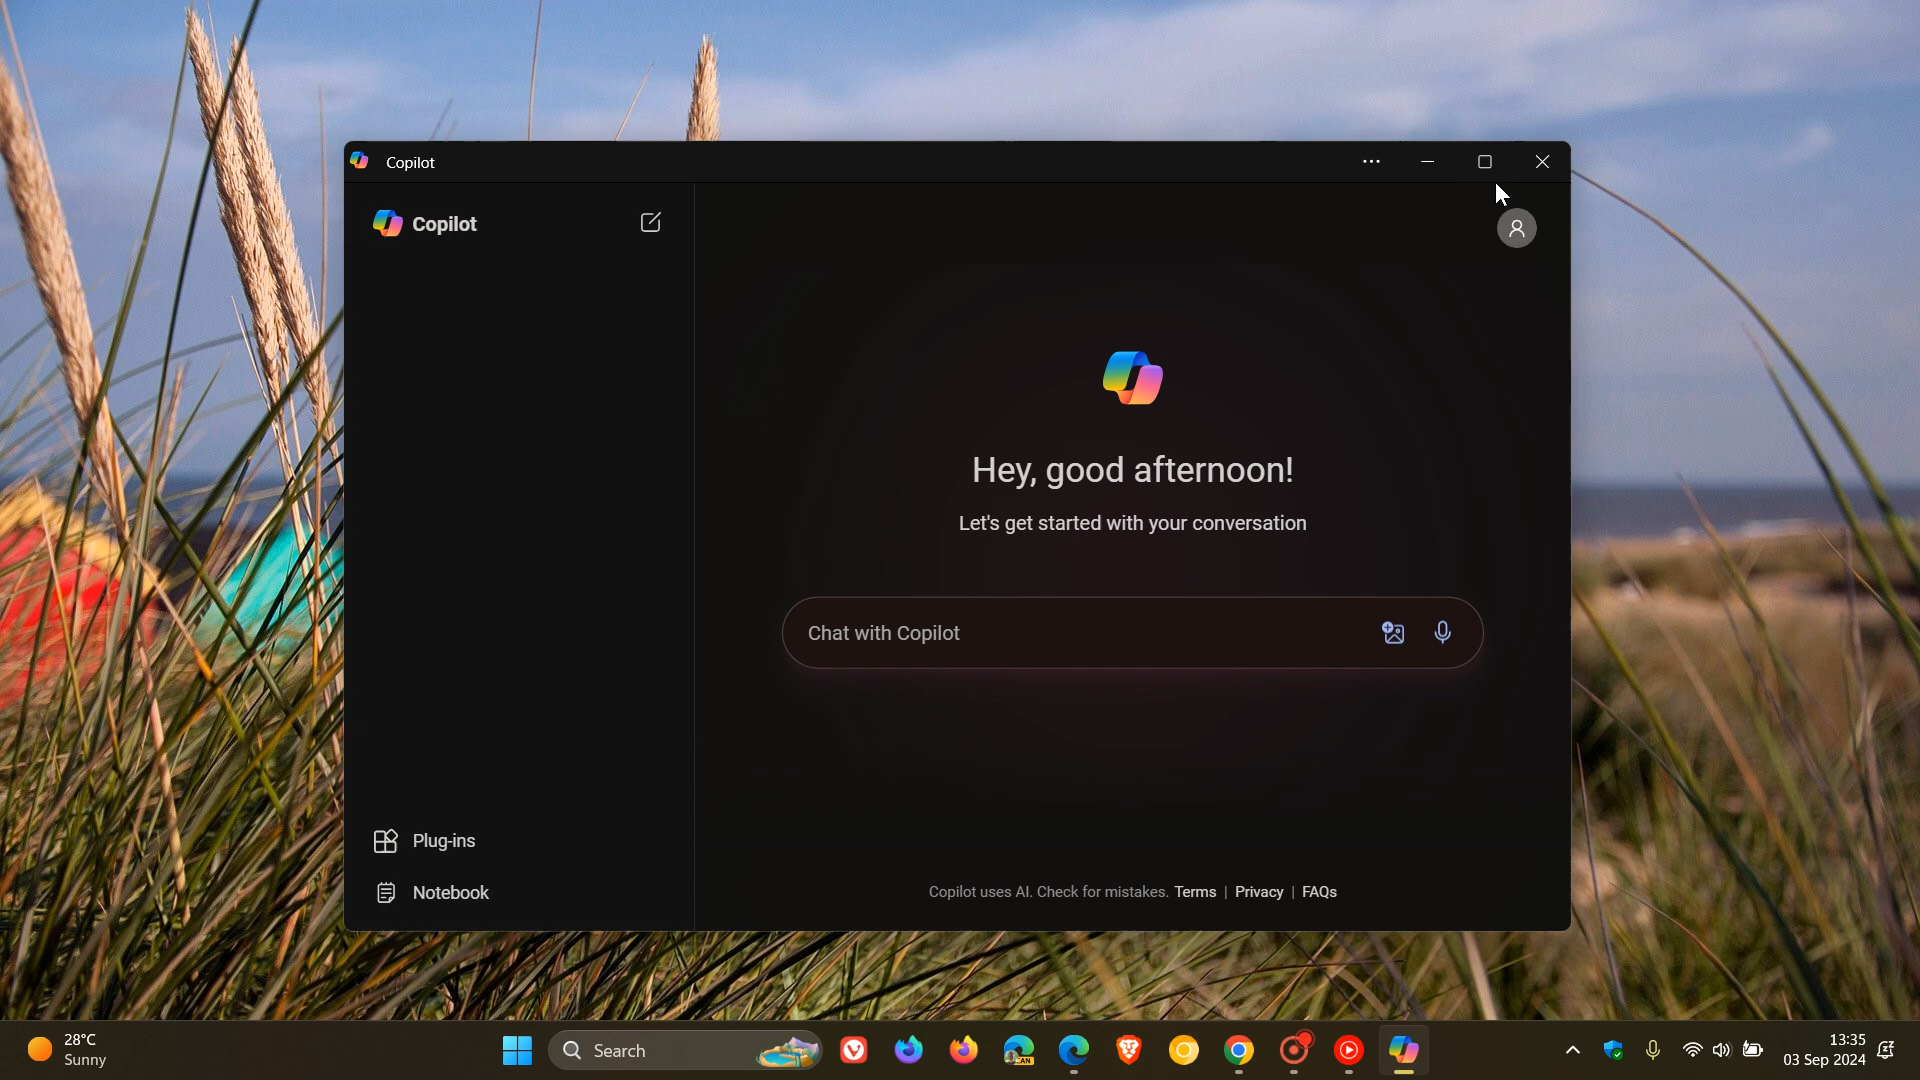 Copilot
Copilot
Hey, good afternoon!
Let's get started with your conversation
Chat with Copilot
Plug-ins
Notebook
Copilot uses AI. Check for mistakes. Terms | Privacy | FAQs
28°C
Sunny
Search
CAN
13:35
03 Sep 2024